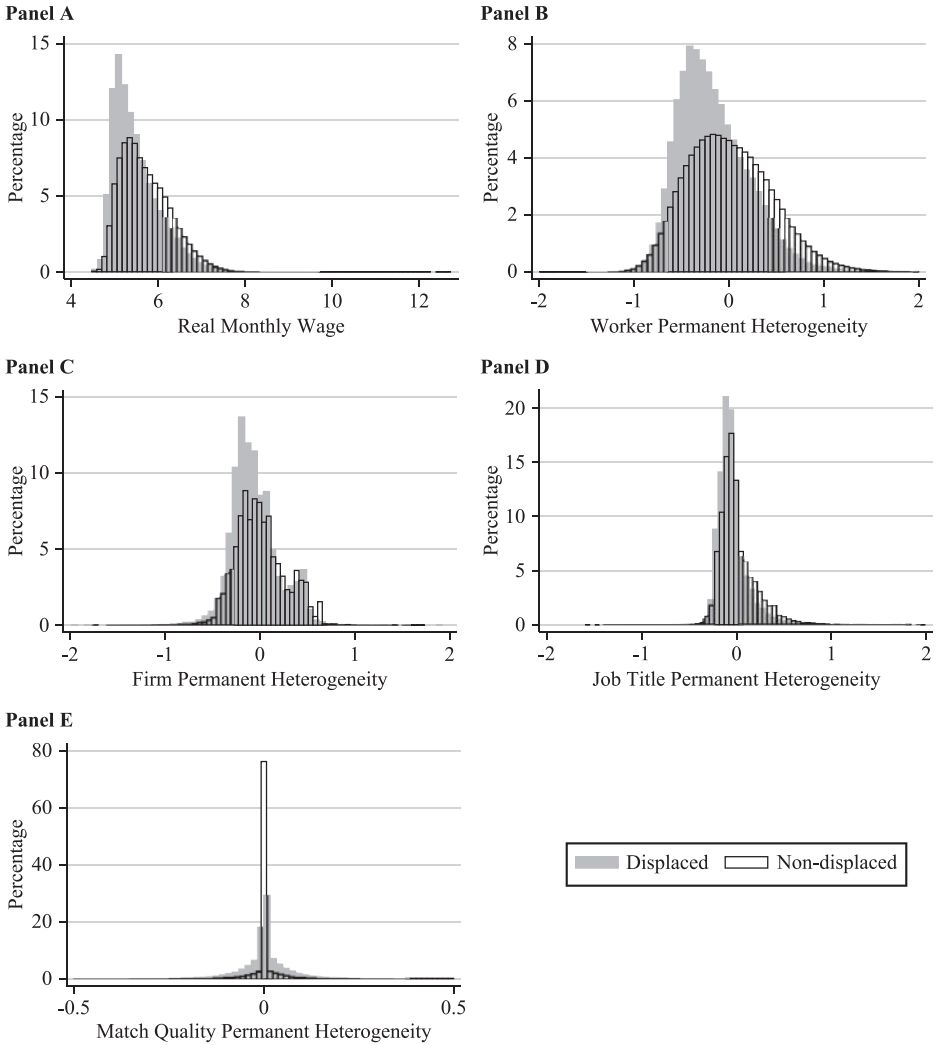 Panel A
15
10
5
0
Percentage
4 6 8 10 12
Real Monthly Wage
Panel B
8
6
4
2
0
Percentage
-2 -1 0 1 2
Worker Permanent Heterogeneity
Panel C
15
10
5
0
Percentage
-2 -1 0 1 2
Firm Permanent Heterogeneity
Panel D
20
15
10
5
0
Percentage
-2 -1 0 1 2
Job Title Permanent Heterogeneity
Panel E
80
60
40
20
0
Percentage
-0.5 0 0.5
Match Quality Permanent Heterogeneity
Displaced Non-displaced